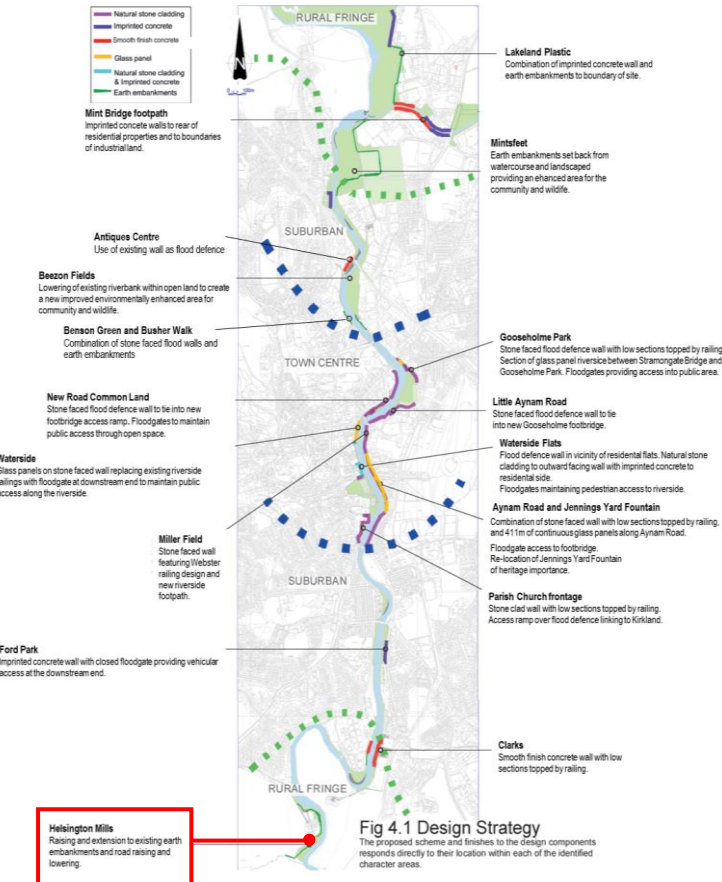 Natural stone cladding
Imprinted concrete
Smooth finish concrete
Glass panel
Natural stone cladding
& Imprinted concrete
Earth embankments
N
RURAL FRINGE
Lakeland Plastic
Combination of imprinted concrete wall and
earth embankments to boundary of site.
Mint Bridge footpath
Imprinted concete walls to rear of
residential properties and to boundaries
of industrial land.
Mintsfeet
Earth embankments set back from
watercourse and landscaped
providing an ehanced area for the
community and wildlife.
SUBURBAN
Antiques Centre
Use of existing wall as flood defence
Beezon Fields
Lowering of existing riverbank within open land to create
a new improved environmentally enhanced area for
community and wildlife.
Benson Green and Busher Walk
Combination of stone faced flood walls and
earth embankments
TOWN CENTRE
Gooseholme Park
Stone faced flood defence wall with low sections topped by railing
Section of glass panel riversice between Stramongate Bridge and
Gooseholme Park. Floodgates providing access into public area.
New Road Common Land
Stone faced flood defence wall to tie into new
footbridge access ramp. Floodgates to maintain
public access through open space.
Little Aynam Road
Stone faced flood defence wall to tie
into new Gooseholme footbridge.
Waterside
Glass panels on stone faced wall replacing existing riverside
railings with floodgate at downstream end to maintain public
access along the riverside.
Waterside Flats
Flood defence wall in vicinity of residental flats. Natural stone
cladding to outward facing wall with imprinted concrete to
residental side.
Floodgates maintaining pedestrian access to riverside.
Aynam Road and Jennings Yard Fountain
Combination of stone faced wall with low sections topped by railing,
and 411m of continuous glass panels along Aynam Road.
Floodgate access to footbridge.
Re-location of Jennings Yard Fountain
of heritage importance.
Miller Field
Stone faced wall
featuring Webster
railing design and
new riverside
footpath.
SUBURBAN
Parish Church frontage
Stone clad wall with low sections topped by railing.
Access ramp over flood defence linking to Kirkland.
Ford Park
Imprinted concrete wall with closed floodgate providing vehicular
access at the downstream end.
Clarks
Smooth finish concrete wall with low
sections topped by railing.
RURAL FRINGE
Helsington Mills
Raising and extension to existing earth
embankments and road raising and
lowering.
Fig 4.1 Design Strategy
The proposed scheme and finishes to the design components
responds directly to their location within each of the identified
character areas.